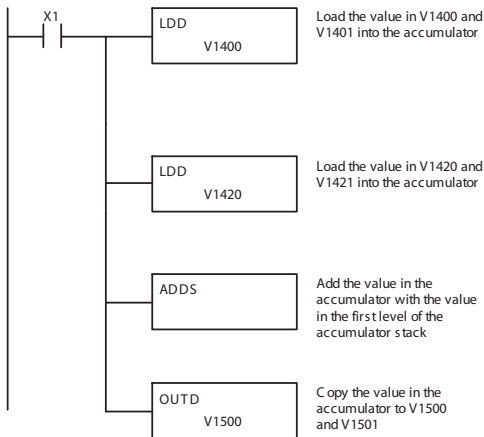 X1
LDD
V1400
Load the value in V1400 and
V1401 into the accumulator
LDD
V1420
Load the value in V1420 and
V1421 into the accumulator
ADDS
Add the value in the
accumulator with the value
in the first level of the
accumulator stack
OUTD
V1500
Copy the value in the
accumulator to V1500
and V1501